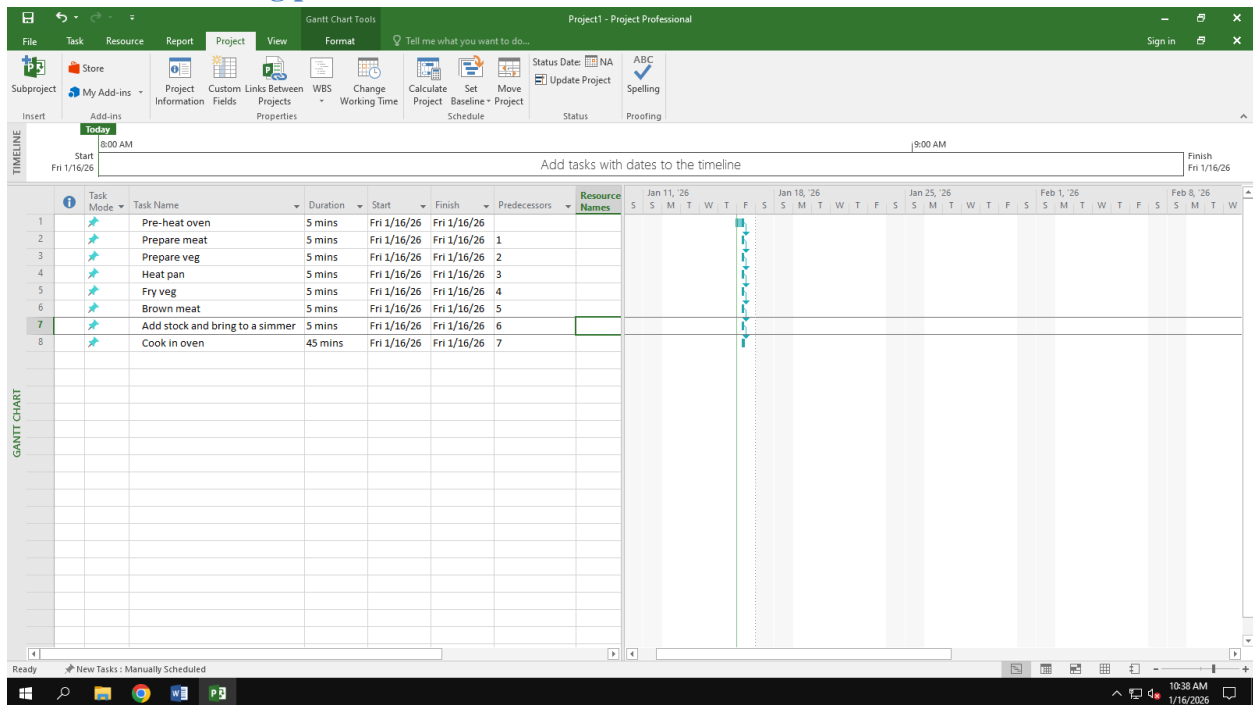 Gantt Chart Tools
Project1 - Project Professional
File Task Resource Report Project View Format Tell me what you want to do... Sign in
Subproject
Store
My Add-ins
Project Information
Custom Fields
Links Between Projects
WBS
Change Working Time
Calculate Project
Set Baseline
Move Project
Status Date: NA
Update Project
ABC
Spelling
Insert Add-ins Properties Schedule Status Proofing
TIMELINE
Today
8:00 AM 9:00 AM
Start
Fri 1/16/26
Add tasks with dates to the timeline
Finish
Fri 1/16/26
GANTT CHART
Task Mode Task Name Duration Start Finish Predecessors Resource Names
Jan 11, '26 Jan 18, '26 Jan 25, '26 Feb 1, '26 Feb 8, '26
S S M T W T F S S M T W T F S S M T W T F S S M T W T F S S M T W
1 Pre-heat oven 5 mins Fri 1/16/26 Fri 1/16/26
2 Prepare meat 5 mins Fri 1/16/26 Fri 1/16/26 1
3 Prepare veg 5 mins Fri 1/16/26 Fri 1/16/26 2
4 Heat pan 5 mins Fri 1/16/26 Fri 1/16/26 3
5 Fry veg 5 mins Fri 1/16/26 Fri 1/16/26 4
6 Brown meat 5 mins Fri 1/16/26 Fri 1/16/26 5
7 Add stock and bring to a simmer 5 mins Fri 1/16/26 Fri 1/16/26 6
8 Cook in oven 45 mins Fri 1/16/26 Fri 1/16/26 7
Ready New Tasks : Manually Scheduled
10:38 AM
1/16/2026